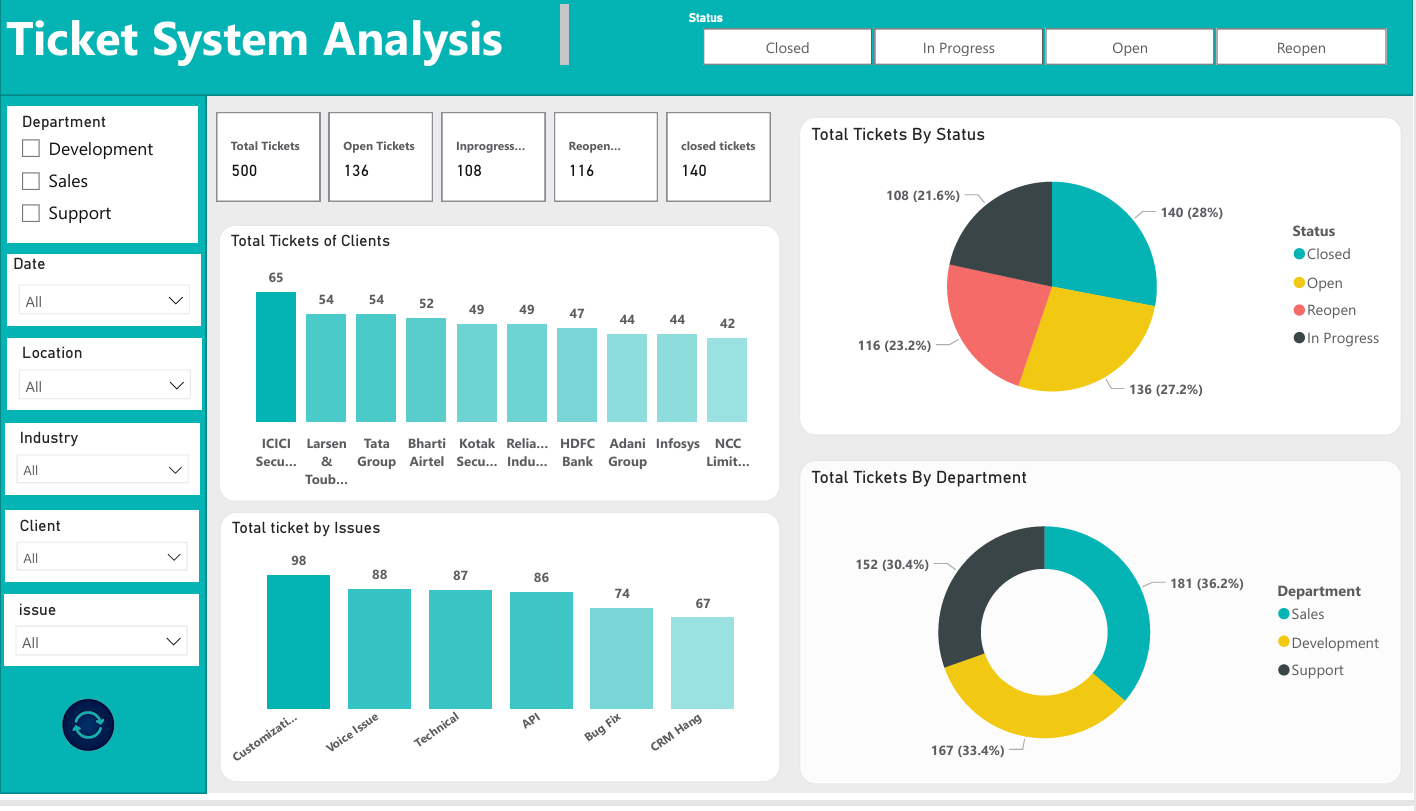 Ticket System Analysis
Status
Closed
In Progress
Open
Reopen
Department
Development
Sales
Support
Date
All
Location
All
Industry
All
Client
All
issue
All
Total Tickets
500
Open Tickets
136
Inprogress...
108
Reopen...
116
closed tickets
140
Total Tickets of Clients
65
54
54
52
49
49
47
44
44
42
ICICI
Secu...
Larsen
&
Toub...
Tata
Group
Bharti
Airtel
Kotak
Secu...
Relia...
Indu...
HDFC
Bank
Adani
Group
Infosys
NCC
Limit...
Total ticket by Issues
98
88
87
86
74
67
Customizati...
Voice Issue
Technical
API
Bug Fix
CRM Hang
Total Tickets By Status
108 (21.6%)
140 (28%)
116 (23.2%)
136 (27.2%)
Status
Closed
Open
Reopen
In Progress
Total Tickets By Department
152 (30.4%)
181 (36.2%)
167 (33.4%)
Department
Sales
Development
Support